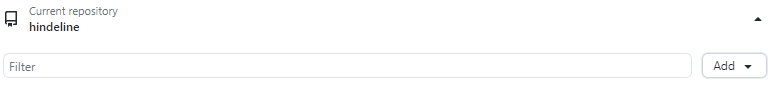 Current repository
hindeline
Filter
Add